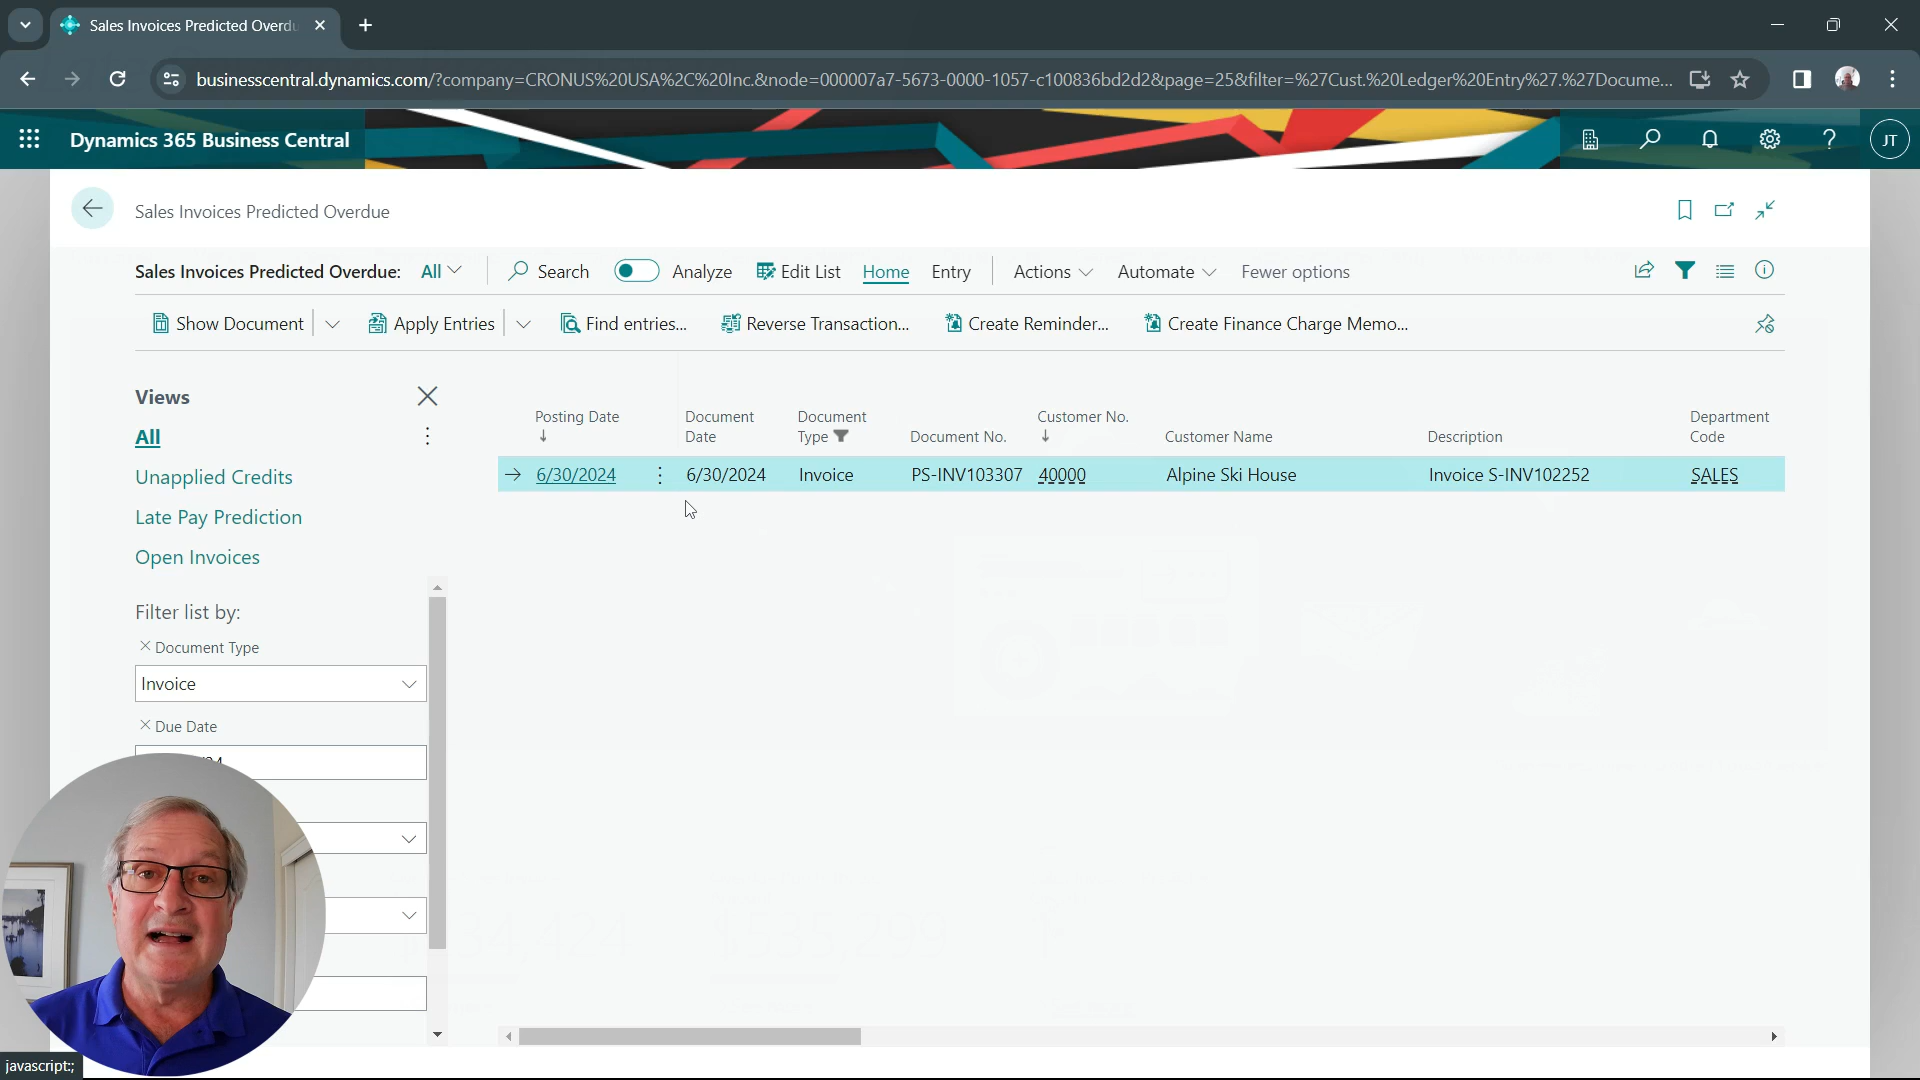 Sales Invoices Predicted Overdu
businesscentral.dynamics.com/?company=CRONUS%20USA%2C%20Inc.&node=000007a7-5673-0000-1057-c100836bd2d2&page=25&filter=%27Cust.%20Ledger%20Entry%27.%27Docume...
Dynamics 365 Business Central
JT
Sales Invoices Predicted Overdue
Sales Invoices Predicted Overdue: All Search Analyze Edit List Home Entry Actions Automate Fewer options
Show Document Apply Entries Find entries... Reverse Transaction... Create Reminder... Create Finance Charge Memo...
Views
All
Unapplied Credits
Late Pay Prediction
Open Invoices
Filter list by:
Document Type
Invoice
Due Date
Posting Date
Document Date
Document Type
Document No.
Customer No.
Customer Name
Description
Department Code
6/30/2024 6/30/2024 Invoice PS-INV103307 40000 Alpine Ski House Invoice S-INV102252 SALES
javascript:;